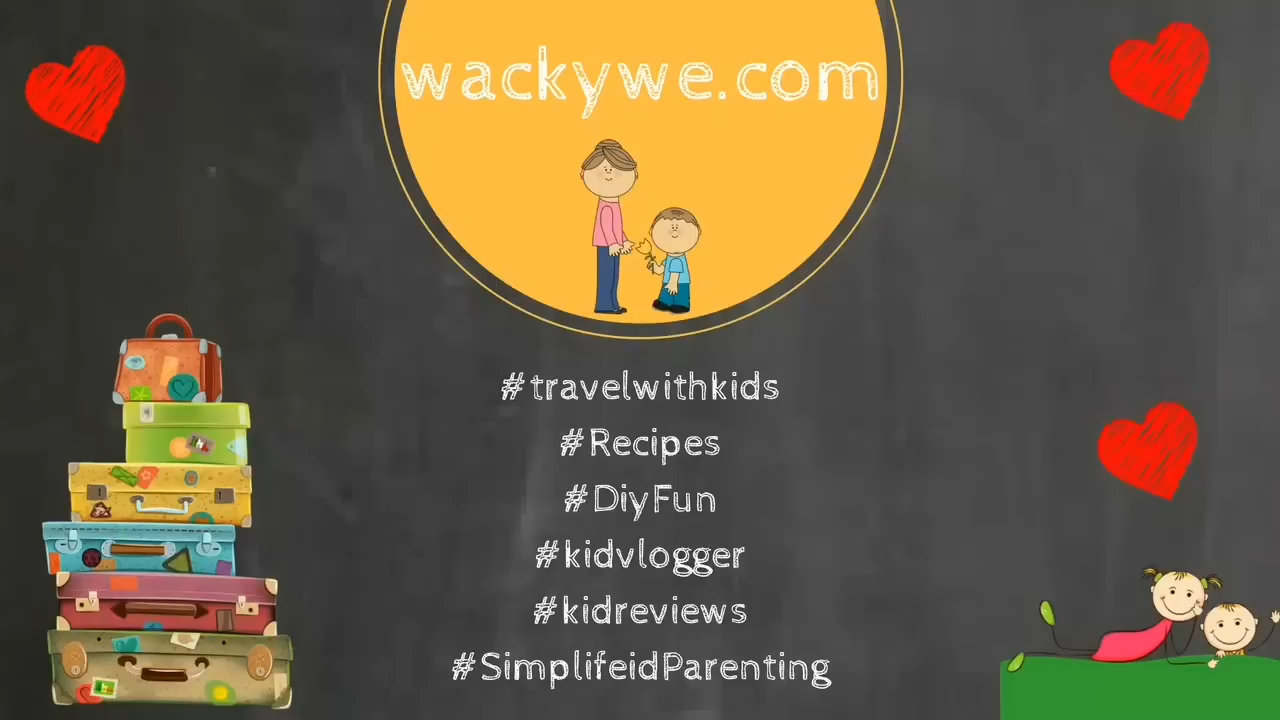 wackywe.com
#travelwithkids
#Recipes
#DiyFun
#kidvlogger
#kidreviews
#SimplifeidParenting